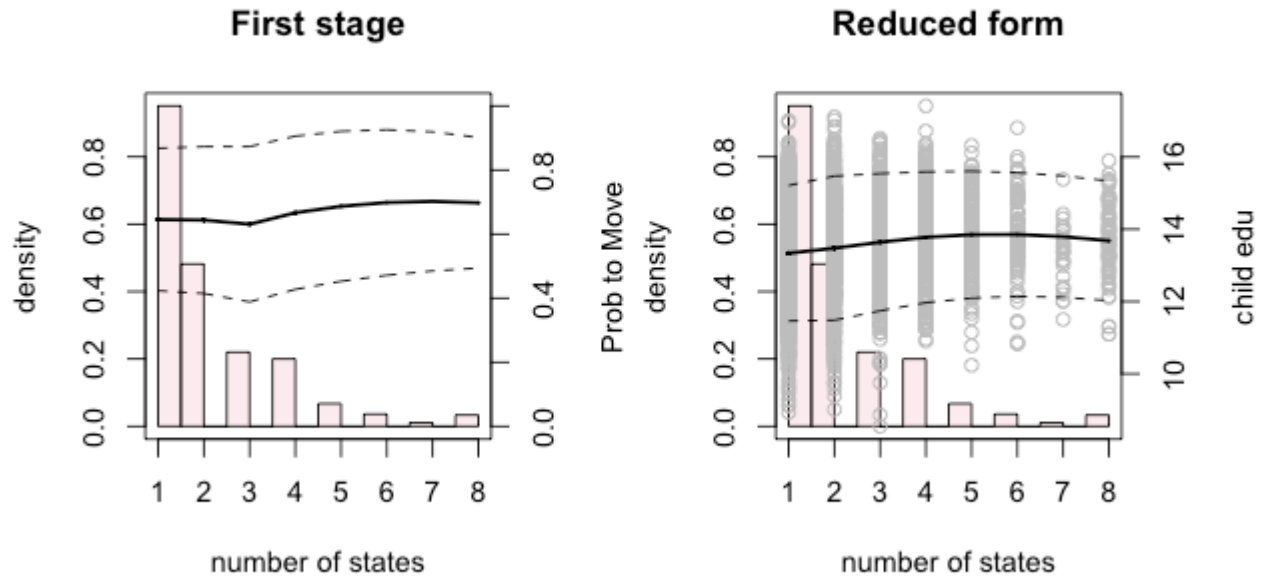 First stage
density
0.0 0.2 0.4 0.6 0.8
1 2 3 4 5 6 7 8
number of states
0.0 0.4 0.8
Prob to Move
Reduced form
density
0.0 0.2 0.4 0.6 0.8
1 2 3 4 5 6 7 8
number of states
10 12 14 16
child edu